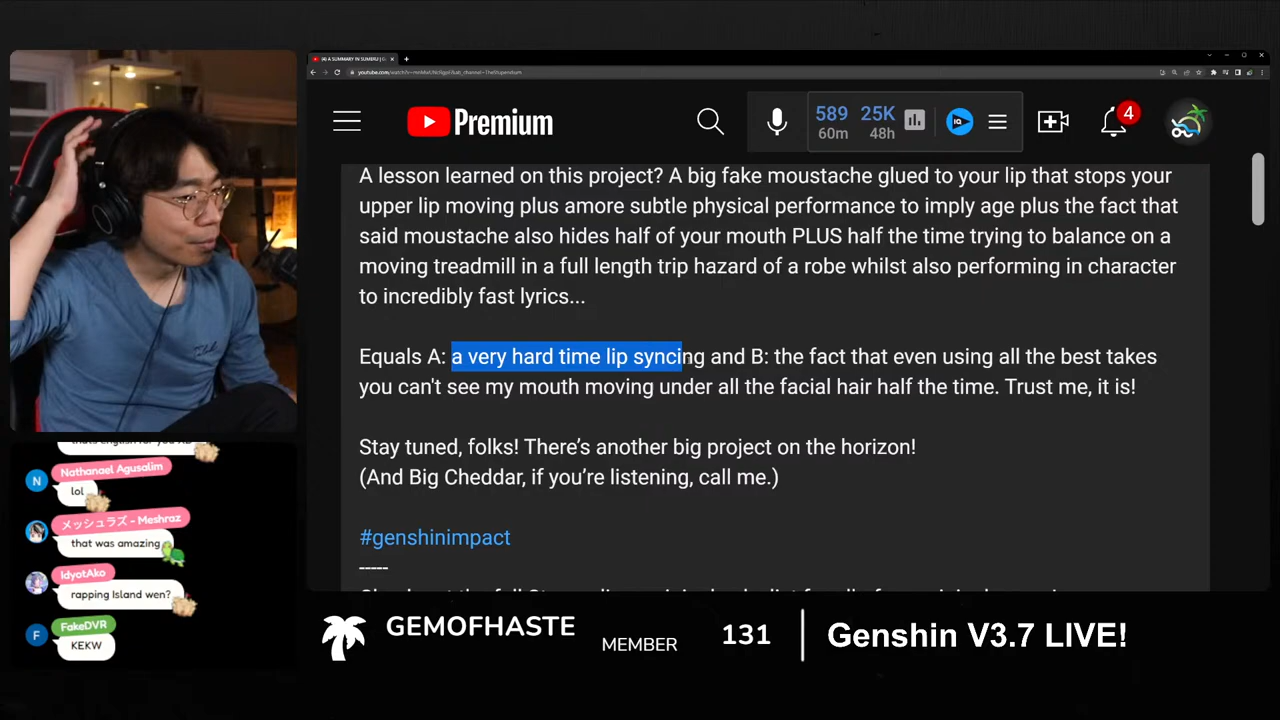 (4) A SUMMARY IN SUMERU | G
Premium
589
60m
25K
48h
4
A lesson learned on this project? A big fake moustache glued to your lip that stops your
upper lip moving plus amore subtle physical performance to imply age plus the fact that
said moustache also hides half of your mouth PLUS half the time trying to balance on a
moving treadmill in a full length trip hazard of a robe whilst also performing in character
to incredibly fast lyrics...
Equals A: a very hard time lip syncing and B: the fact that even using all the best takes
you can't see my mouth moving under all the facial hair half the time. Trust me, it is!
Stay tuned, folks! There's another big project on the horizon!
(And Big Cheddar, if you're listening, call me.)
#genshinimpact
-----
N
Nathanael Agusalim
lol
メッシュラズ - Meshraz
that was amazing
IdyotAko
rapping Island wen?
F
FakeDVR
KEKW
GEMOFHASTE
MEMBER
131
Genshin V3.7 LIVE!